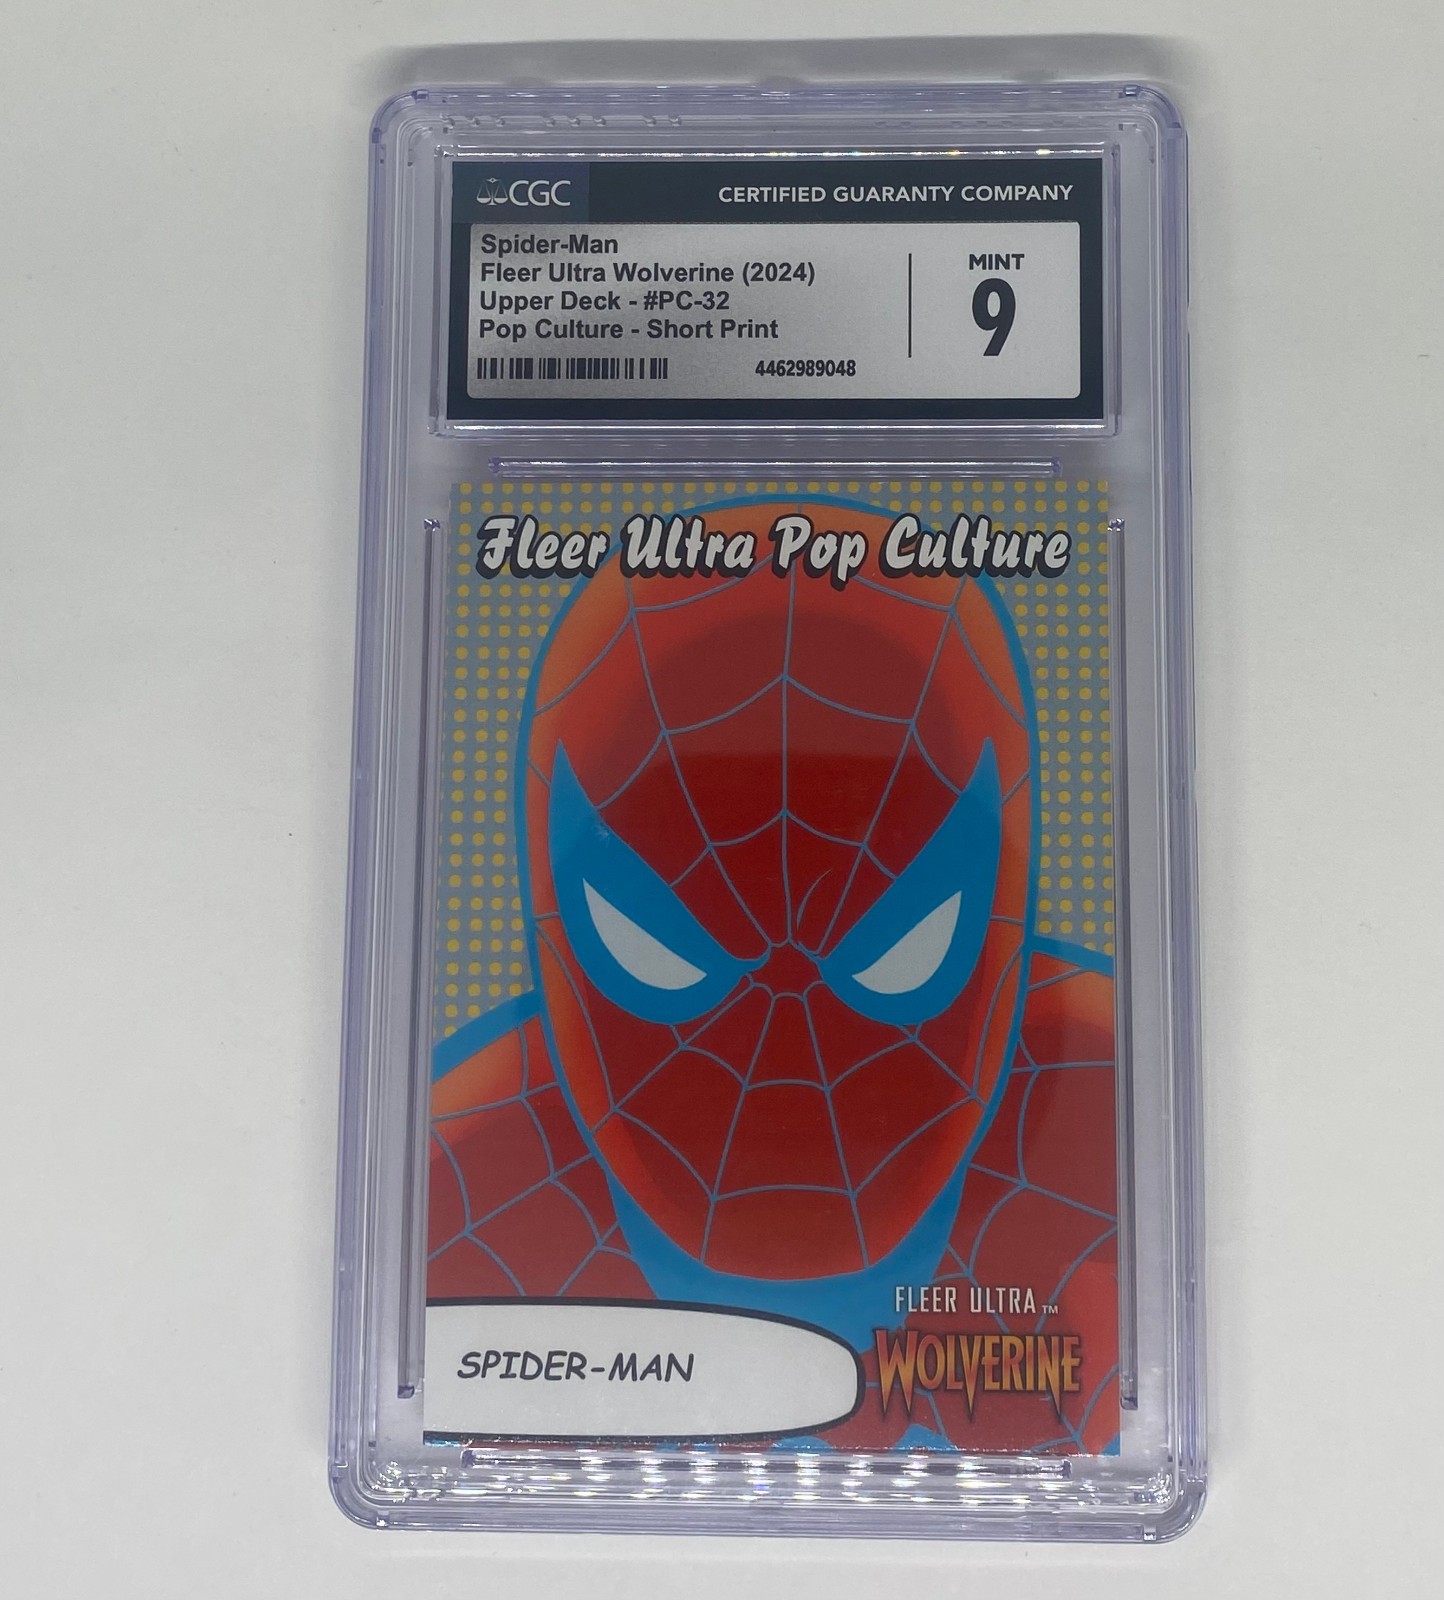 CGC CERTIFIED GUARANTY COMPANY
Spider-Man
Fleer Ultra Wolverine (2024)
Upper Deck - #PC-32
Pop Culture - Short Print
4462989048
MINT
9
Fleer Ultra Pop Culture
FLEER ULTRA™
WOLVERINE
SPIDER-MAN